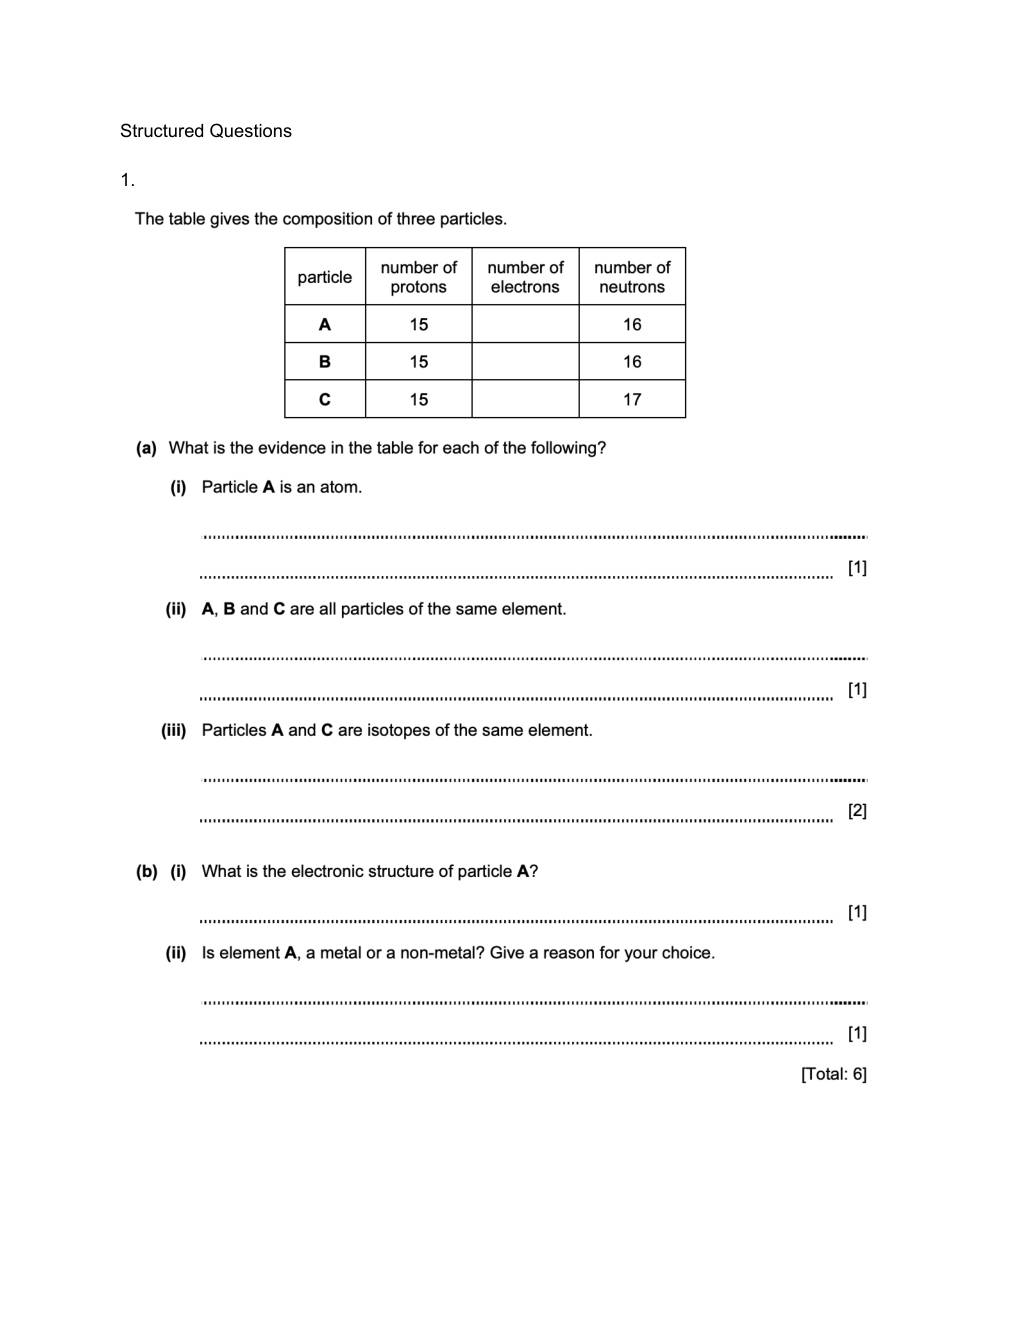 Structured Questions
1.
The table gives the composition of three particles.
particle number of protons number of electrons number of neutrons
A 15 16
B 15 16
C 15 17
(a) What is the evidence in the table for each of the following?
(i) Particle A is an atom.
[1]
(ii) A, B and C are all particles of the same element.
[1]
(iii) Particles A and C are isotopes of the same element.
[2]
(b) (i) What is the electronic structure of particle A?
[1]
(ii) Is element A, a metal or a non-metal? Give a reason for your choice.
[1]
[Total: 6]